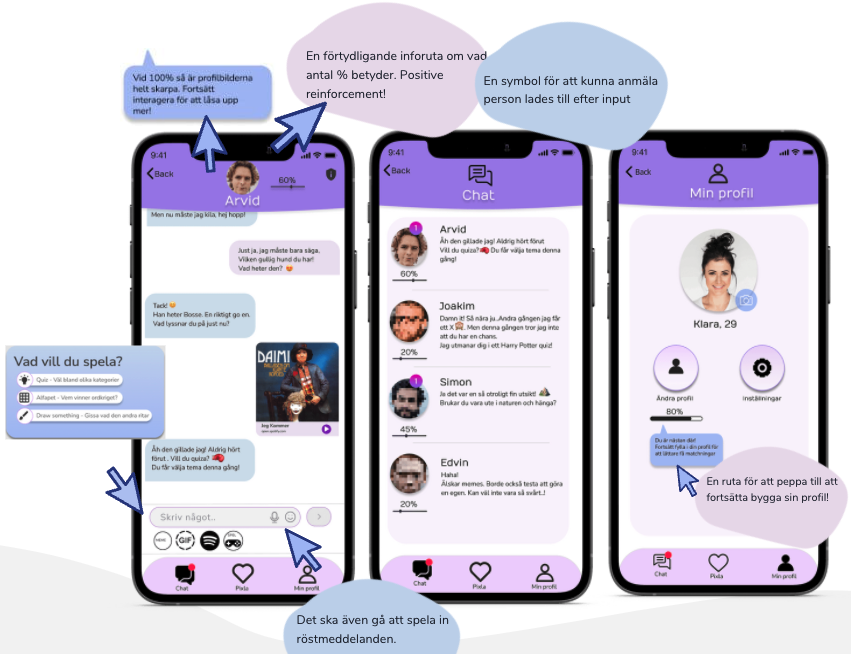 En förtydligande inforuta om vad
antal % betyder. Positive
reinforcement!
En symbol för att kunna anmäla
person lades till efter input
Vid 100% så är profilbilderna
helt skarpa. Fortsätt
interagera för att låsa upp
mer!
9:41
Back
60%
Arvid
Men nu måste jag kila, hej hopp!
Just ja, jag måste bara säga,
Vilken gullig hund du har!
Vad heter den? 😍
Tack! 😍
Han heter Bosse. En riktigt go en.
Vad lyssnar du på just nu?
DAIM
Jag Kommer
Åh den gillade jag! Aldrig hört
förut . Vill du quiza?
Du får välja tema denna gång!
Skriv något..
GIF
Chat
Pixla
Min profil
Vad vill du spela?
Quiz - Väl bland olika kategorier
Alfapet - Vem vinner ordkriget?
Draw something - Gissa vad den andra ritar
9:41
Back
Chat
1
Arvid
Åh den gillade jag! Aldrig hört förut
Vill du quiza? Du får välja tema denna
gång!
60%
Joakim
Damn it! Så nära ju..Andra gången jag får
ett X . Men denna gången tror jag inte
att du har en chans.
Jag utmanar dig i ett Harry Potter quiz!
20%
1
Simon
Ja det var en så otroligt fin utsikt!
Brukar du vara ute i naturen och hänga?
45%
Edvin
Haha!
Älskar memes. Borde också testa att göra
en egen. Kan väl inte vara så svårt..!
20%
Chat
Pixla
Min profil
9:41
Back
Min profil
Klara, 29
Ändra profil
Inställningar
80%
Du är nästan där!
Fortsätt fylla i din profil för
att lättare få matchningar
En ruta för att peppa till att
fortsätta bygga sin profil!
Chat
Pixla
Min profil
Det ska även gå att spela in
röstmeddelanden.